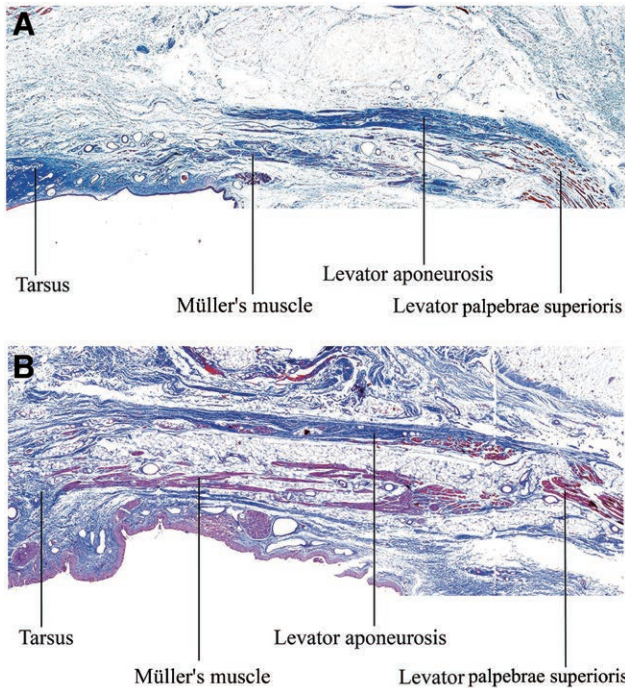 A
Tarsus
Levator aponeurosis
Müller's muscle
Levator palpebrae superioris
B
Tarsus
Levator aponeurosis
Müller's muscle
Levator palpebrae superioris